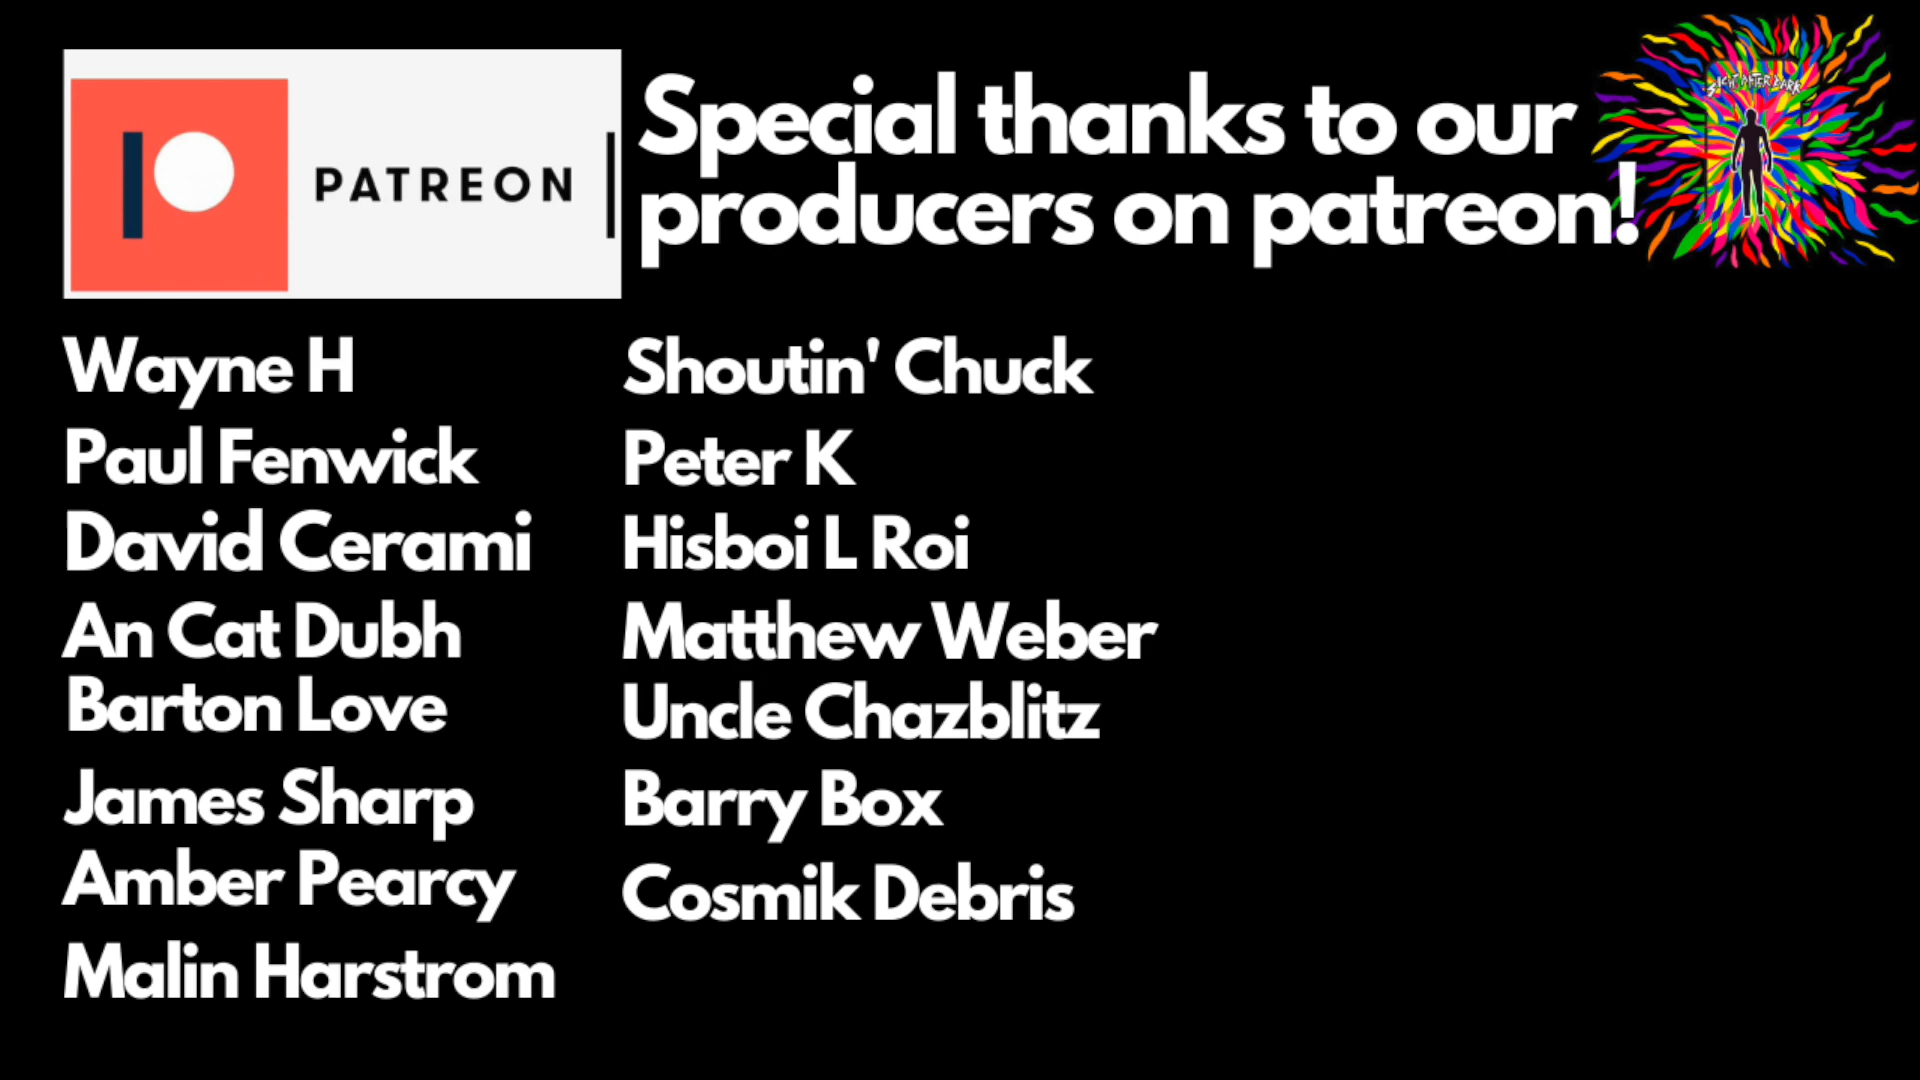 PATREON
Special thanks to our
producers on patreon!
Wayne H
Paul Fenwick
David Cerami
An Cat Dubh
Barton Love
James Sharp
Amber Pearcy
Malin Harstrom
Shoutin' Chuck
Peter K
Hisboi L Roi
Matthew Weber
Uncle Chazblitz
Barry Box
Cosmik Debris